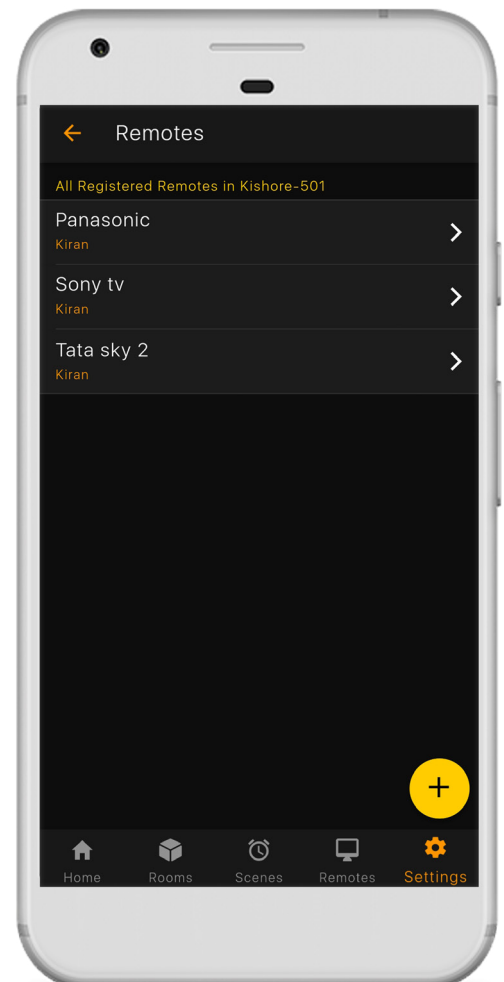 Remotes
All Registered Remotes in Kishore-501
Panasonic
Kiran
Sony tv
Kiran
Tata sky 2
Kiran
+
Home Rooms Scenes Remotes Settings